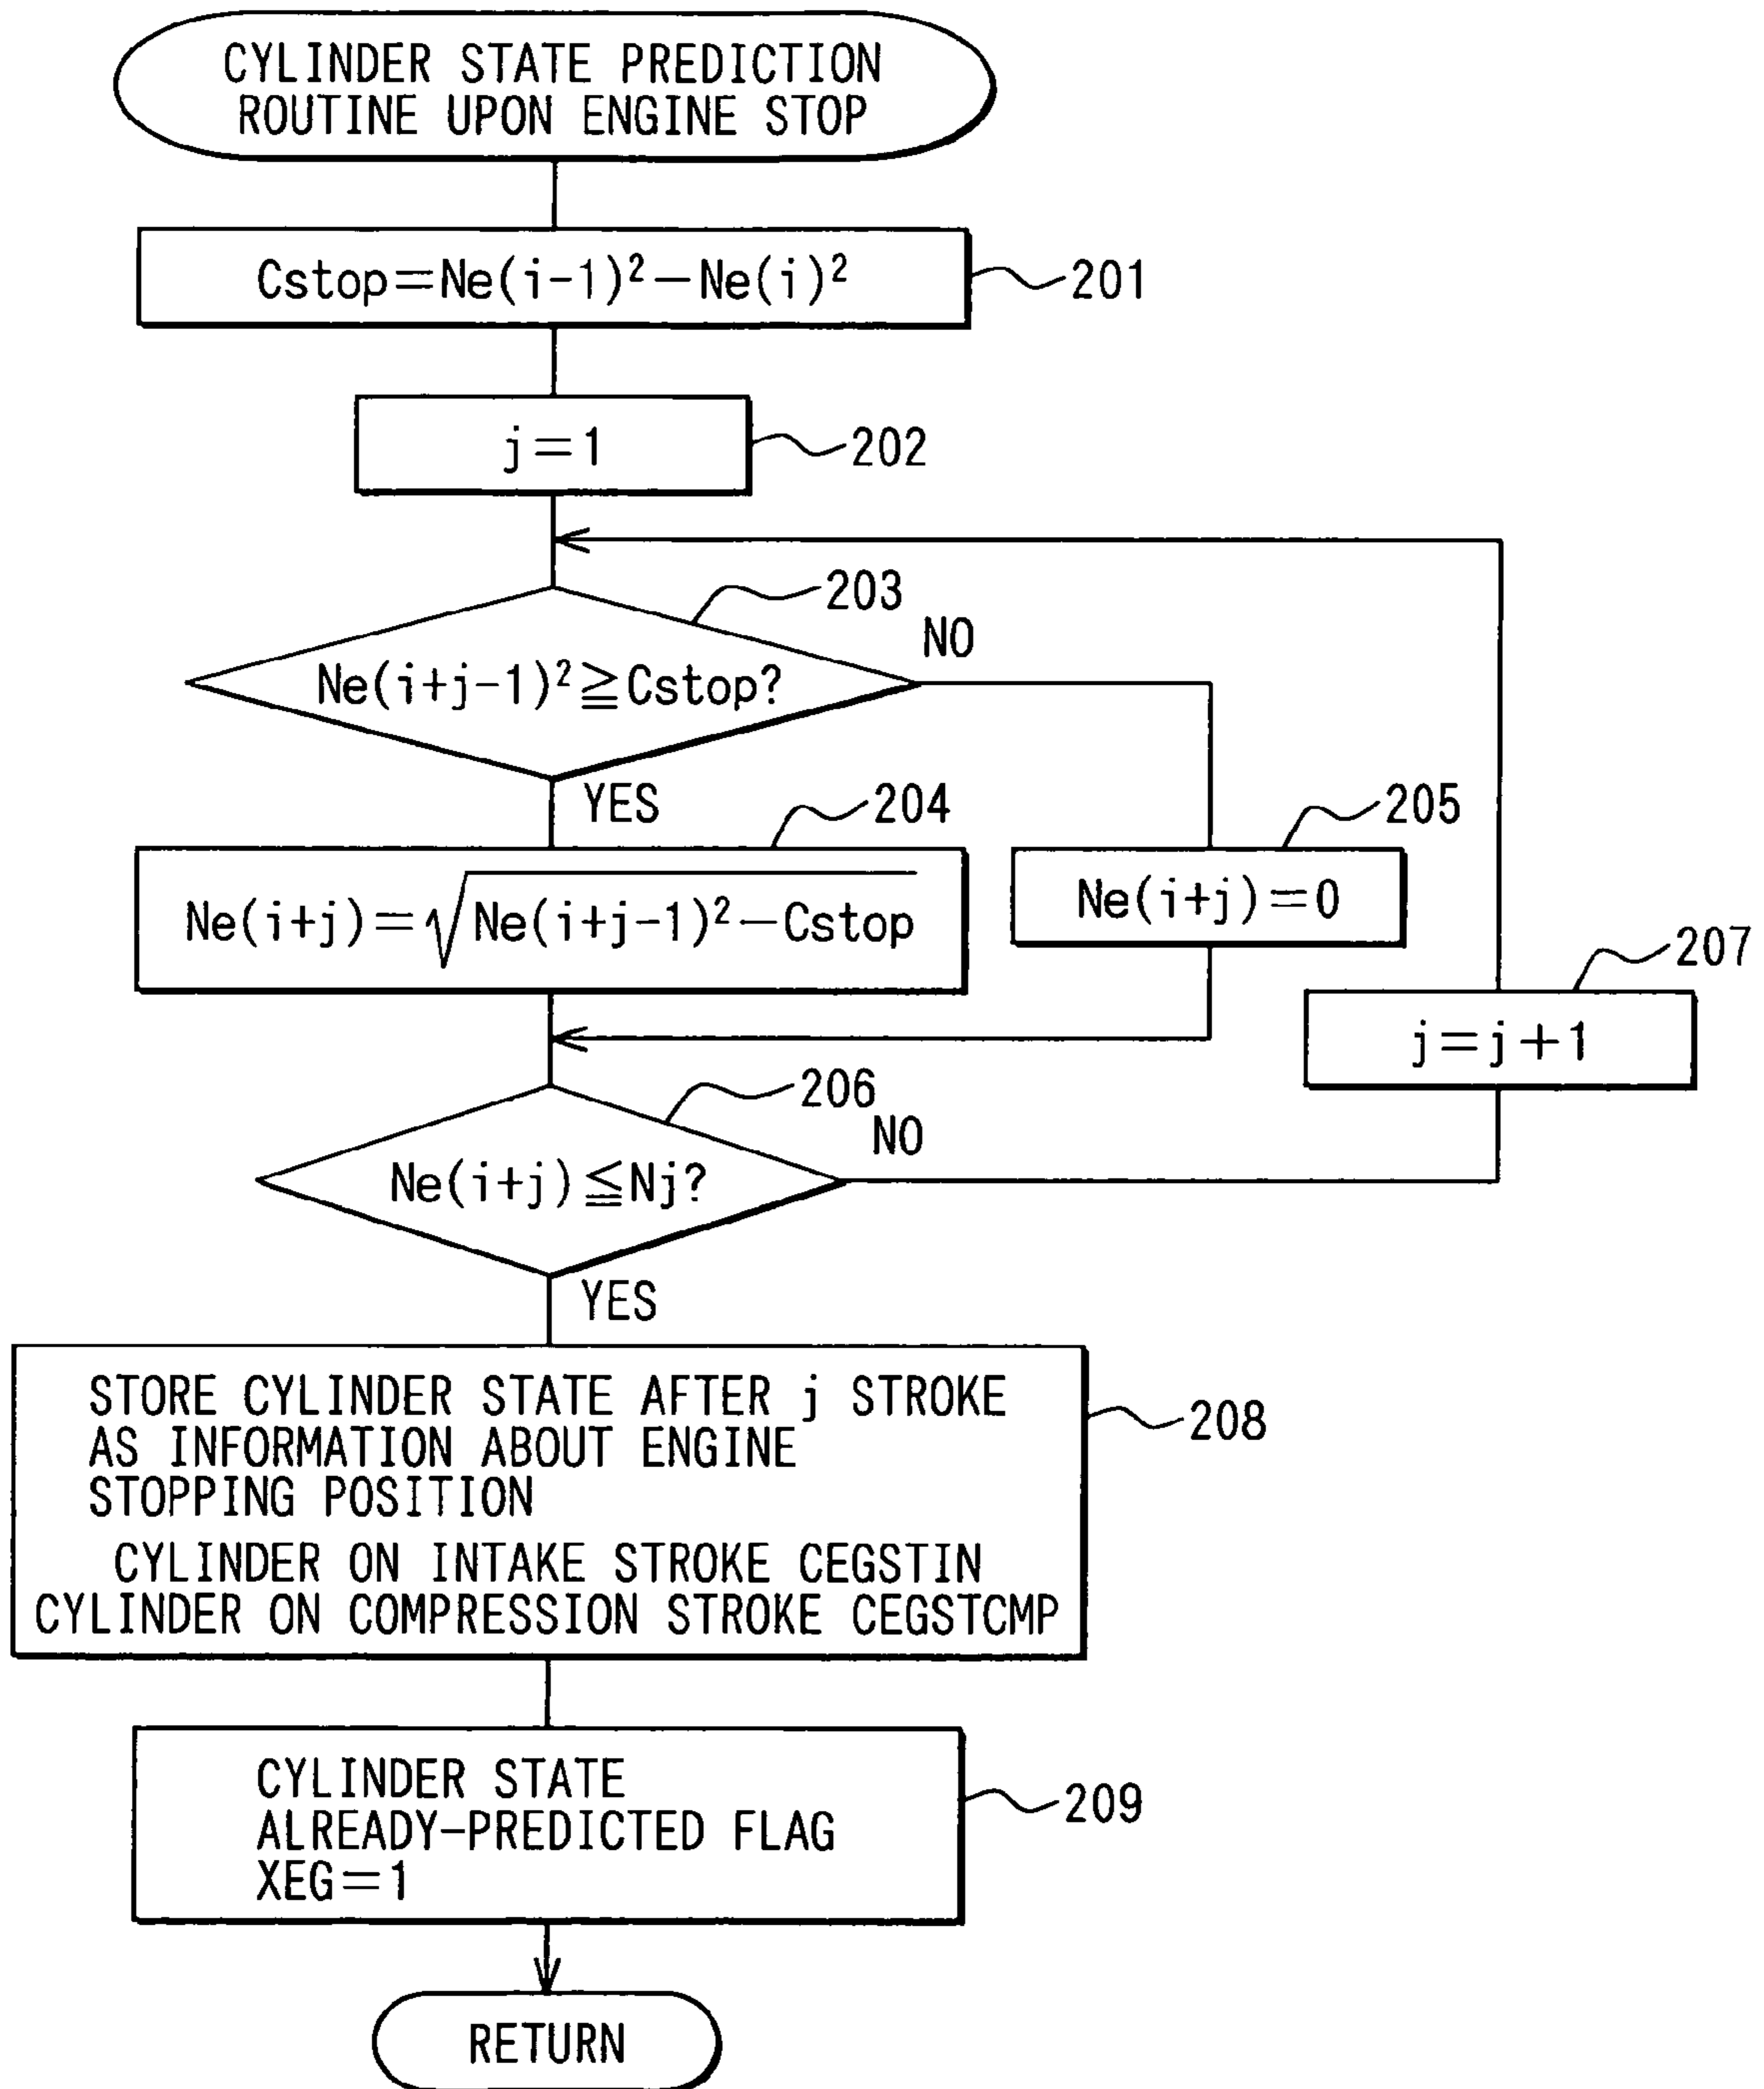 CYLINDER STATE PREDICTION
ROUTINE UPON ENGINE STOP
Cstop=Ne(i-1)²-Ne(i)²
201
j=1
202
203
NO
Ne(i+j-1)²≧Cstop?
YES
204
205
Ne(i+j)=√Ne(i+j-1)²-Cstop
Ne(i+j)=0
207
j=j+1
206
NO
Ne(i+j)≦Nj?
YES
STORE CYLINDER STATE AFTER j STROKE
AS INFORMATION ABOUT ENGINE
STOPPING POSITION
CYLINDER ON INTAKE STROKE CEGSTIN
CYLINDER ON COMPRESSION STROKE CEGSTCMP
208
CYLINDER STATE
ALREADY-PREDICTED FLAG
XEG=1
209
RETURN